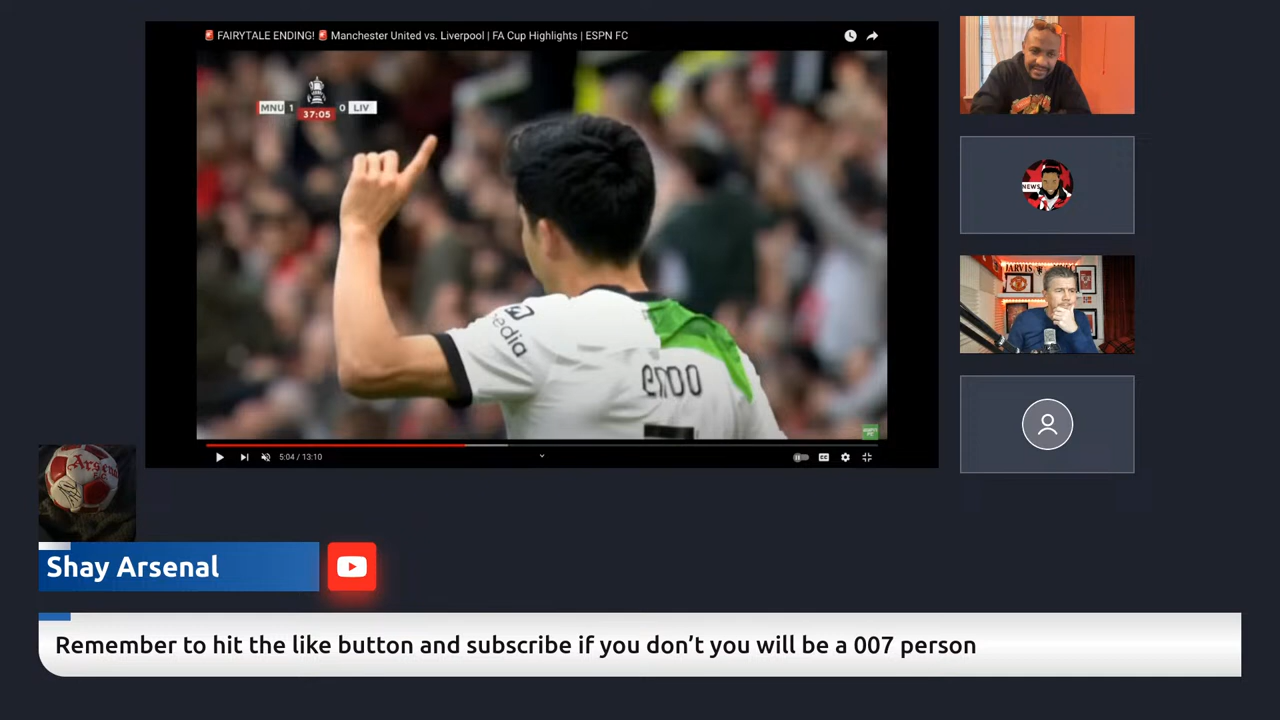 🚨 FAIRYTALE ENDING! 🚨 Manchester United vs. Liverpool | FA Cup Highlights | ESPN FC
MNU 1 0 LIV
37:05
NEWS
JARVIS
endo
5:04 / 13:10
CC
Arsenal
Shay Arsenal
Remember to hit the like button and subscribe if you don’t you will be a 007 person